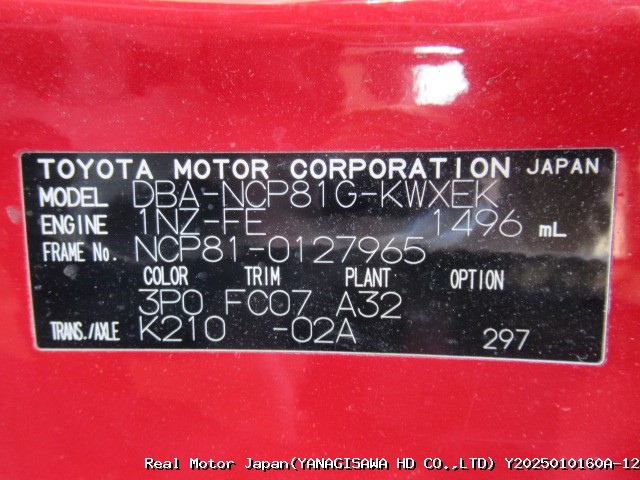 TOYOTA MOTOR CORPORATION JAPAN
MODEL DBA-NCP81G-KWXEK
ENGINE 1NZ-FE 1496 mL
FRAME No. NCP81-0127965
COLOR TRIM PLANT OPTION
3P0 FC07 A32
TRANS./AXLE K210 -02A 297
Real Motor Japan(YANAGISAWA HD CO.,LTD) Y2025010160A-12